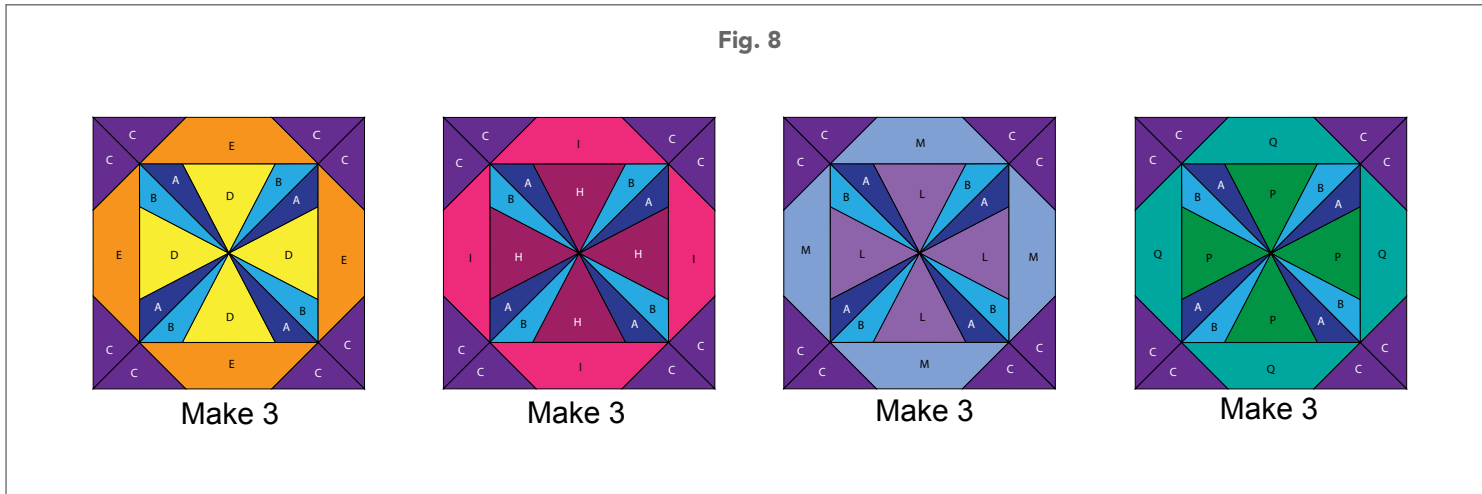 Fig. 8
C C C C I C M C C Q C
C E C C C C C C C
A B A B A B A B
B D A B H A B L A B P A
E D D E I H H I M L L M Q P P Q
A B A B A B A B
B D A B H A B L A B P A
C E C C I C C M C C Q C
C C C C C C C C
Make 3 Make 3 Make 3 Make 3